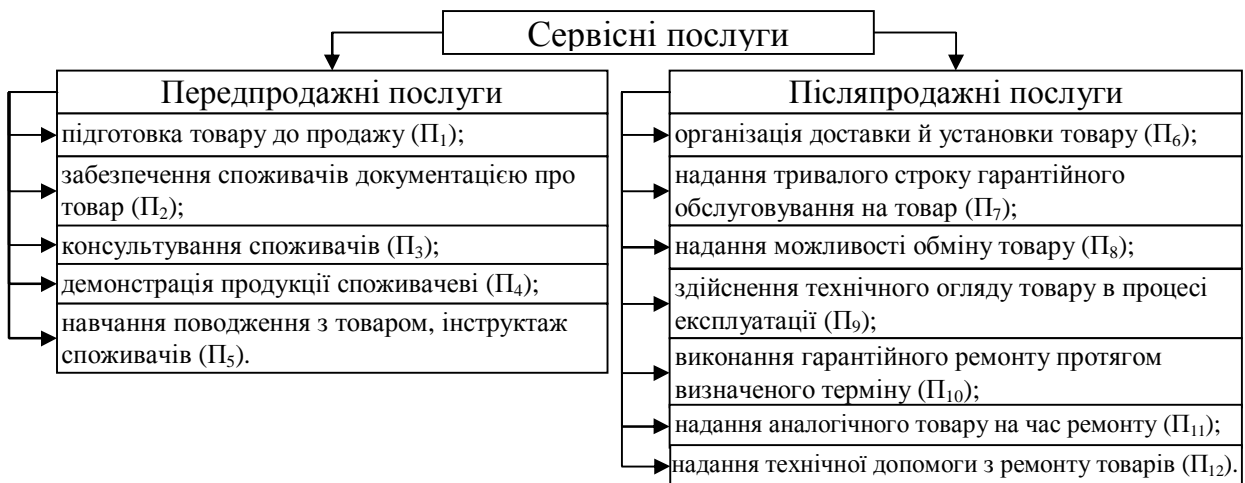 Сервісні послуги
Передпродажні послуги
підготовка товару до продажу (П₁);
забезпечення споживачів документацією про
товар (П₂);
консультування споживачів (П₃);
демонстрація продукції споживачеві (П₄);
навчання поводження з товаром, інструктаж
споживачів (П₅).
Післяпродажні послуги
організація доставки й установки товару (П₆);
надання тривалого строку гарантійного
обслуговування на товар (П₇);
надання можливості обміну товару (П₈);
здійснення технічного огляду товару в процесі
експлуатації (П₉);
виконання гарантійного ремонту протягом
визначеного терміну (П₁₀);
надання аналогічного товару на час ремонту (П₁₁);
надання технічної допомоги з ремонту товарів (П₁₂).